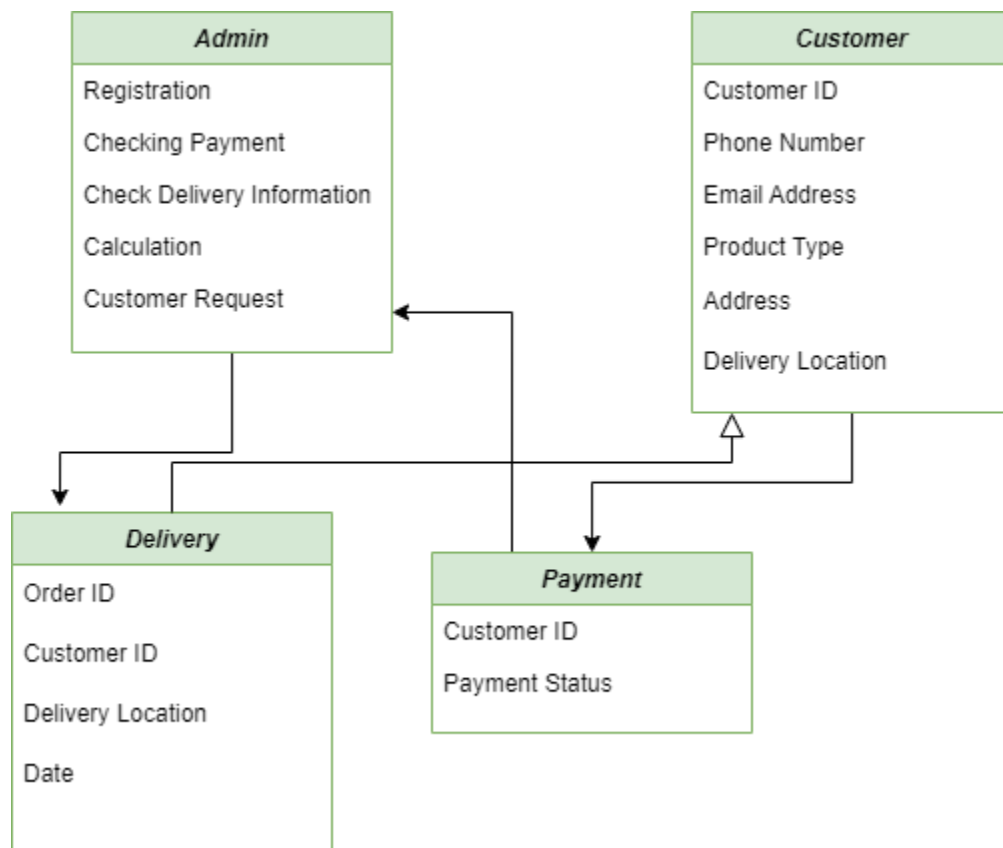 Admin
Registration
Checking Payment
Check Delivery Information
Calculation
Customer Request
Customer
Customer ID
Phone Number
Email Address
Product Type
Address
Delivery Location
Delivery
Order ID
Customer ID
Delivery Location
Date
Payment
Customer ID
Payment Status